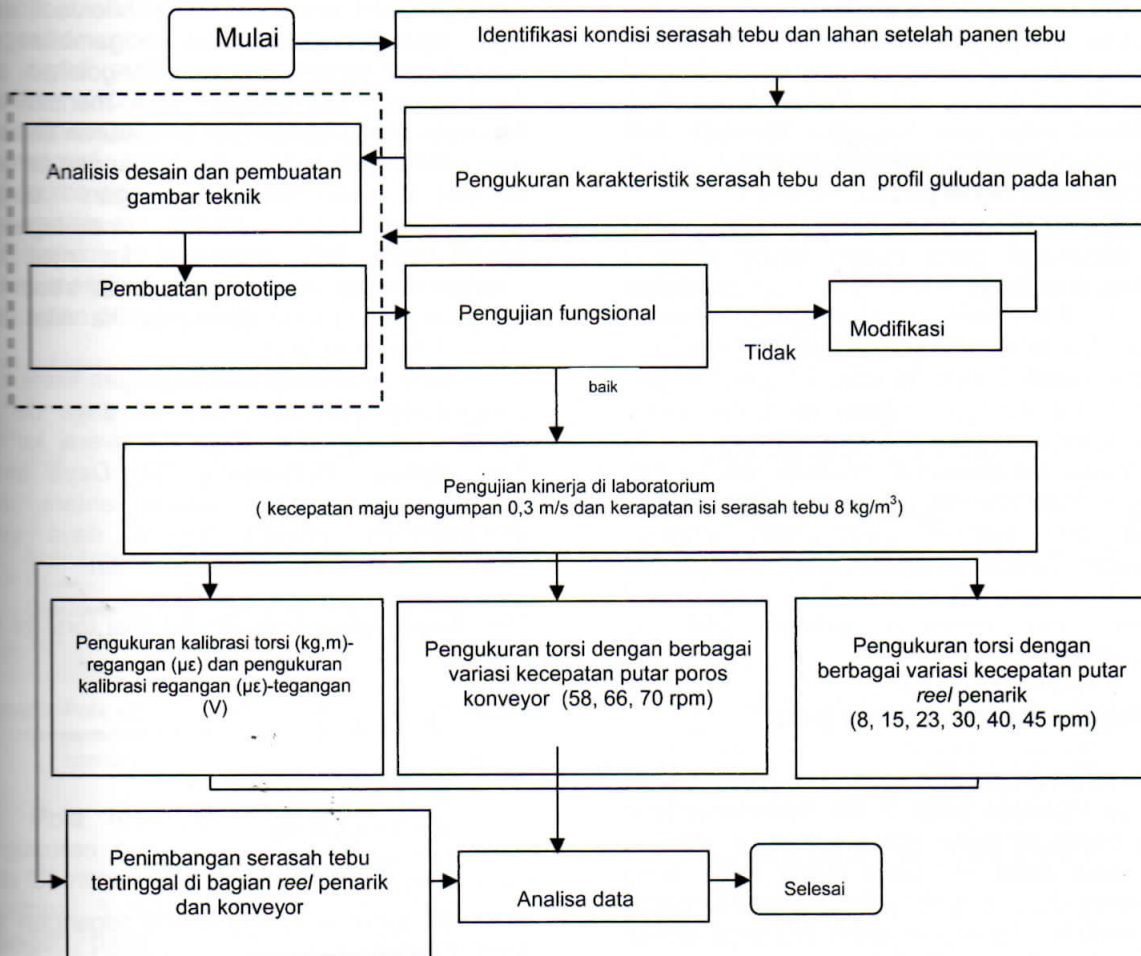 Mulai
Identifikasi kondisi serasah tebu dan lahan setelah panen tebu
Pengukuran karakteristik serasah tebu dan profil guludan pada lahan
Analisis desain dan pembuatan
gambar teknik
Pembuatan prototipe
Pengujian fungsional
Tidak
Modifikasi
baik
Pengujian kinerja di laboratorium
( kecepatan maju pengumpan 0,3 m/s dan kerapatan isi serasah tebu 8 kg/m³)
Pengukuran kalibrasi torsi (kg,m)-
regangan (µε) dan pengukuran
kalibrasi regangan (µε)-tegangan
(V)
Pengukuran torsi dengan berbagai
variasi kecepatan putar poros
konveyor (58, 66, 70 rpm)
Pengukuran torsi dengan
berbagai variasi kecepatan putar
reel penarik
(8, 15, 23, 30, 40, 45 rpm)
Penimbangan serasah tebu
tertinggal di bagian reel penarik
dan konveyor
Analisa data
Selesai